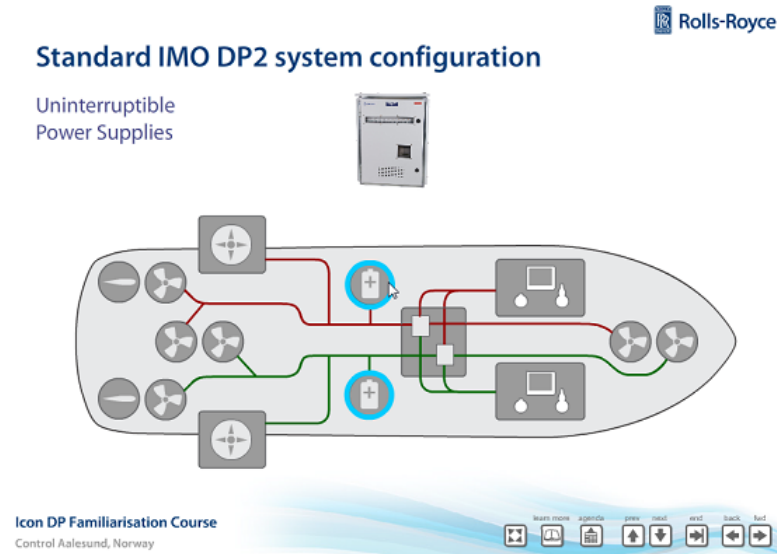 Rolls-Royce
Standard IMO DP2 system configuration
Uninterruptible
Power Supplies
Icon DP Familiarisation Course
Control Aalesund, Norway
learn more agenda prev next end back fwd